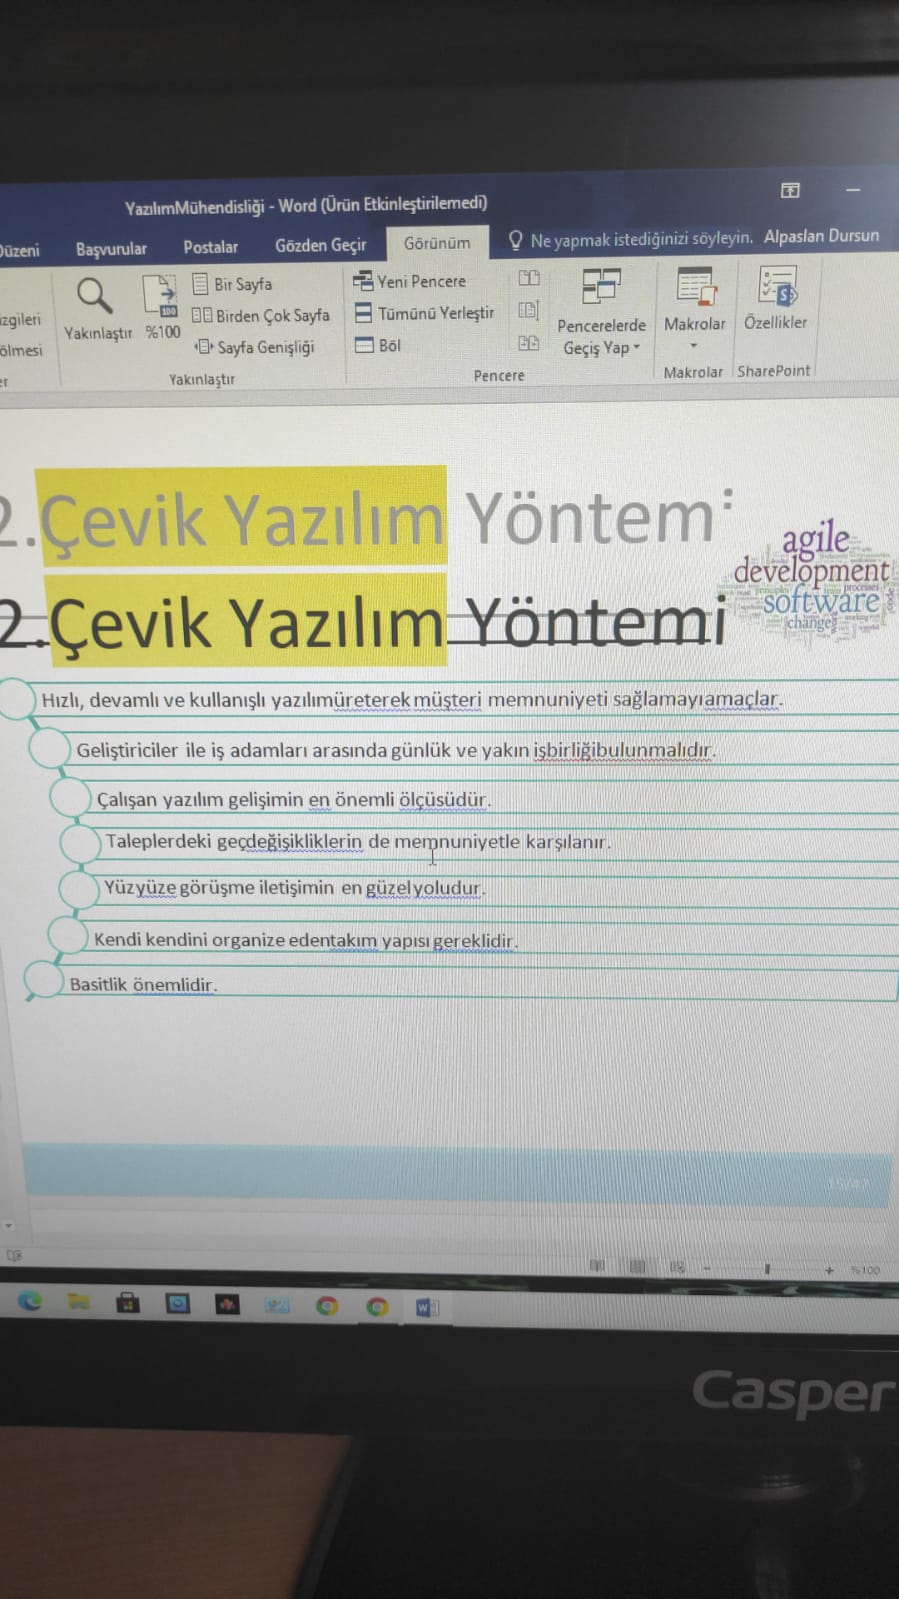 YazılımMühendisliği - Word (Ürün Etkinleştirilemedi)
Düzeni Başvurular Postalar Gözden Geçir Görünüm Ne yapmak istediğinizi söyleyin. Alpaslan Dursun
Yakınlaştır
%100
100
Bir Sayfa
Birden Çok Sayfa
Sayfa Genişliği
Yakınlaştır
Yeni Pencere
Tümünü Yerleştir
Böl
Pencere
Pencerelerde
Geçiş Yap
Makrolar
Makrolar
Özellikler
SharePoint
2.Çevik Yazılım Yöntem
2.Çevik Yazılım Yöntemi
agile
development
software
change
Hızlı, devamlı ve kullanışlı yazılımüreterek müşteri memnuniyeti sağlamayıamaçlar.
Geliştiriciler ile iş adamları arasında günlük ve yakın işbirliğibulunmalıdır.
Çalışan yazılım gelişimin en önemli ölçüsüdür.
Taleplerdeki geçdeğişikliklerin de memnuniyetle karşılanır.
Yüzyüze görüşme iletişimin en güzelyoludur.
Kendi kendini organize edentakım yapısı gereklidir.
Basitlik önemlidir.
%100
Casper